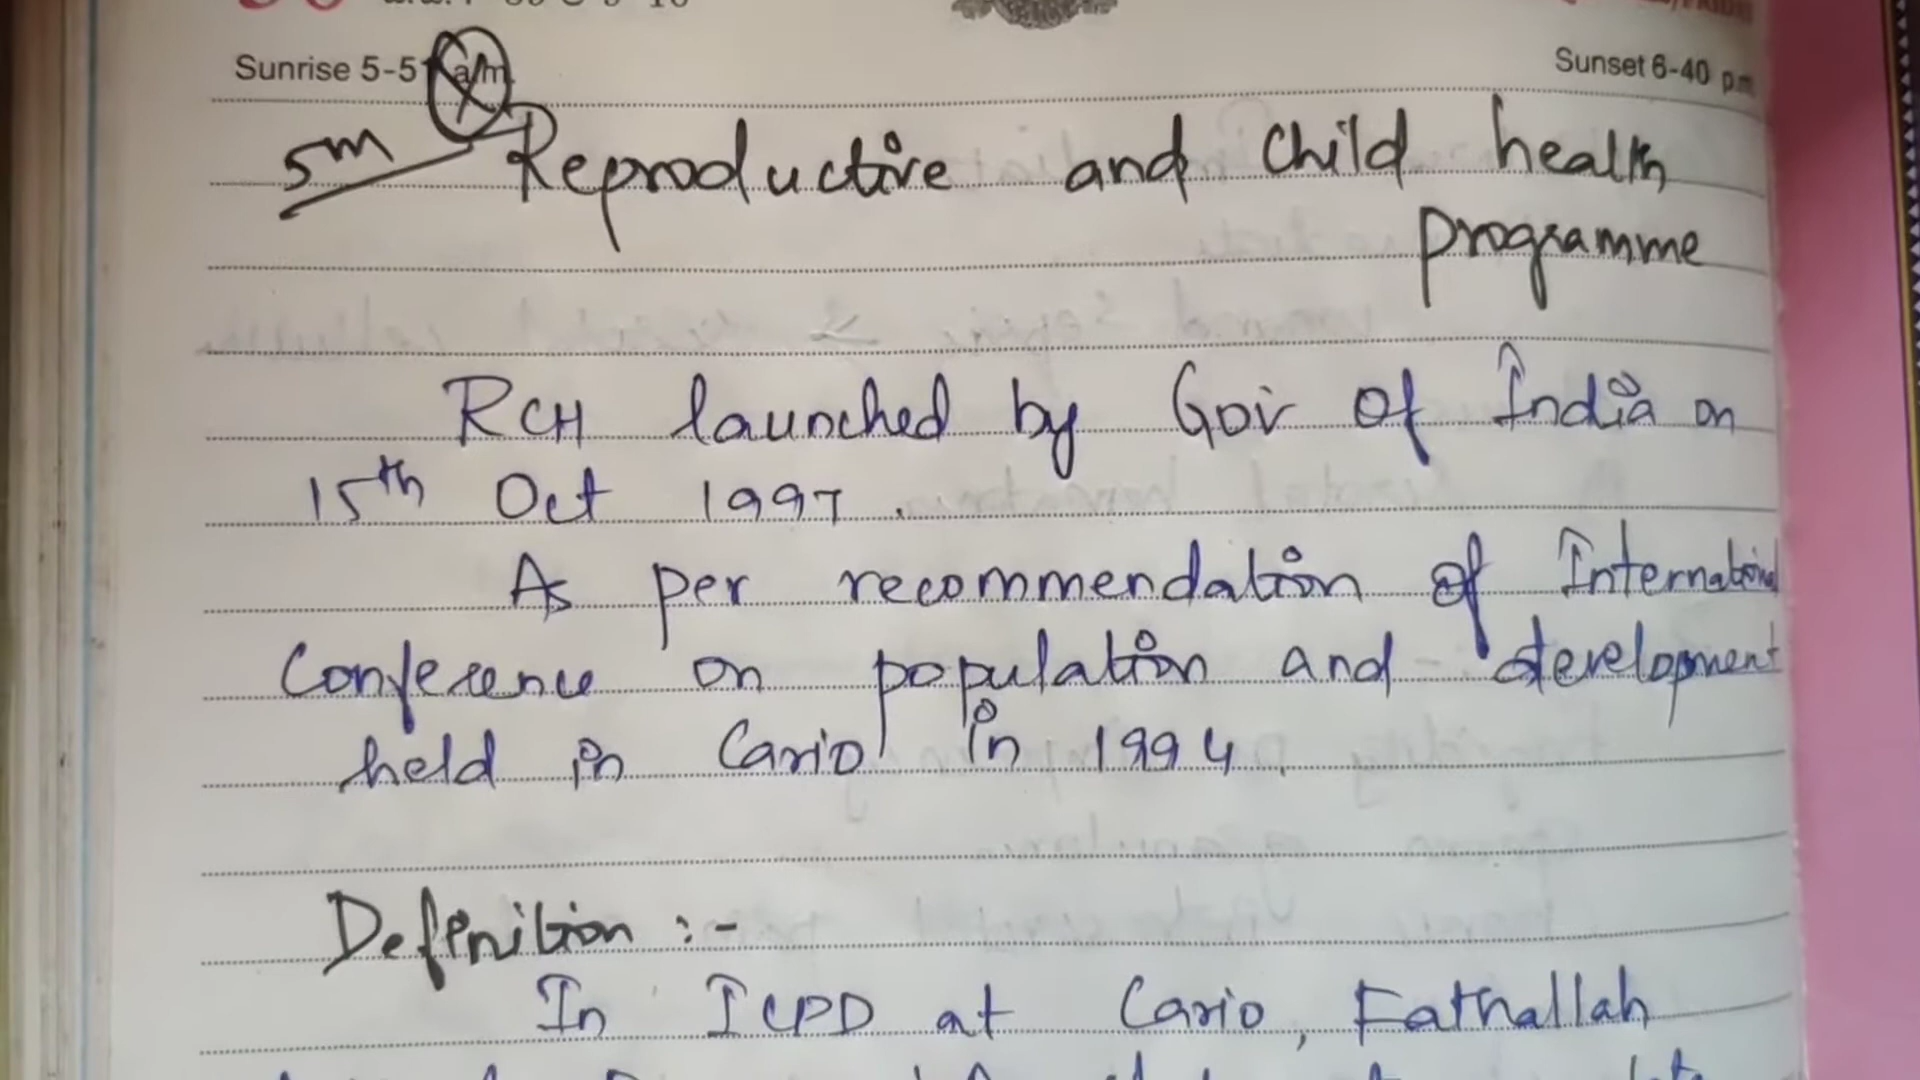 Sunrise 5-51 a/m
Sunset 6-40 p.m
5m Reproductive and child health
programme
RCH launched by Gov of India on
15th Oct 1997.
As per recommendation of International
Conference on population and development
held in Cario in 1994.
Definition :-
In ICPD at Cario, Fathallah